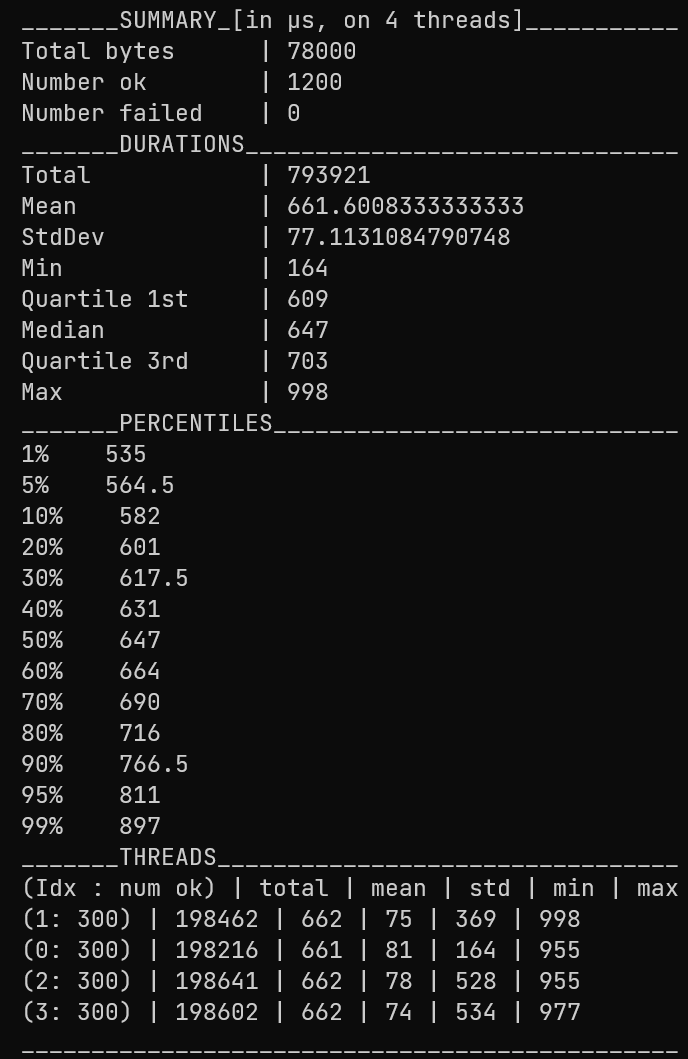 _______SUMMARY_[in µs, on 4 threads]___________
Total bytes      | 78000
Number ok        | 1200
Number failed    | 0
_______DURATIONS_______________________________
Total            | 793921
Mean             | 661.6008333333333
StdDev           | 77.1131084790748
Min              | 164
Quartile 1st     | 609
Median           | 647
Quartile 3rd     | 703
Max              | 998
_______PERCENTILES_____________________________
1%    535
5%    564.5
10%    582
20%    601
30%    617.5
40%    631
50%    647
60%    664
70%    690
80%    716
90%    766.5
95%    811
99%    897
_______THREADS_________________________________
(Idx : num ok) | total | mean | std | min | max
(1: 300) | 198462 | 662 | 75 | 369 | 998
(0: 300) | 198216 | 661 | 81 | 164 | 955
(2: 300) | 198641 | 662 | 78 | 528 | 955
(3: 300) | 198602 | 662 | 74 | 534 | 977
_______________________________________________